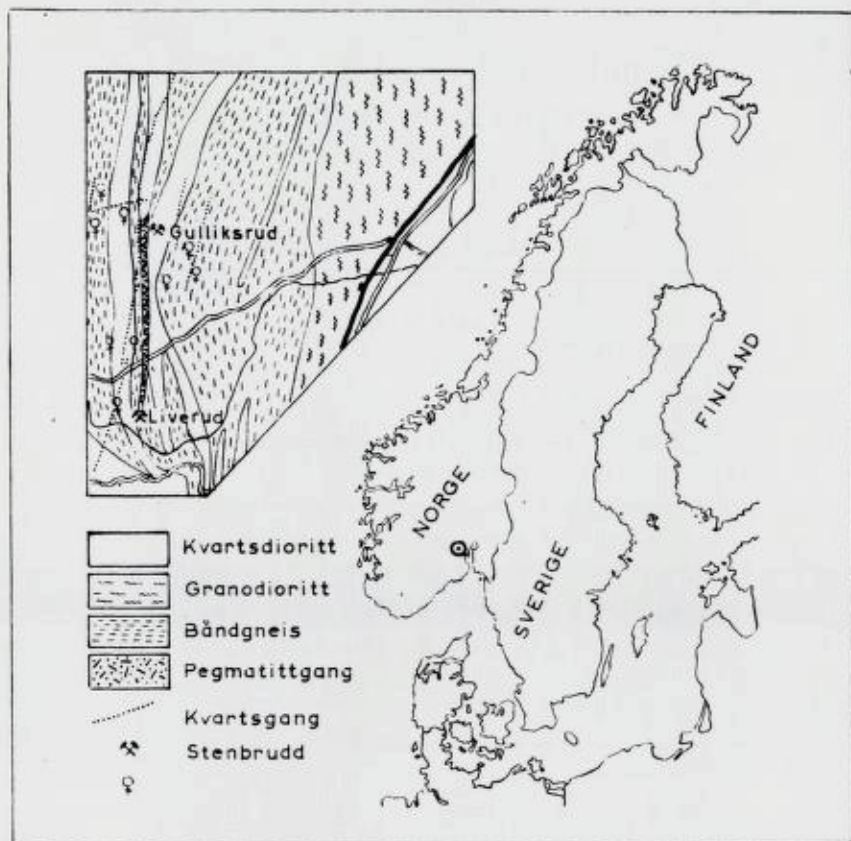 Gulliksrud
Liverud
Kvartsdioritt
Granodioritt
Båndgneis
Pegmatittgang
Kvartsgang
Stenbrudd
NORGE
SVERIGE
FINLAND